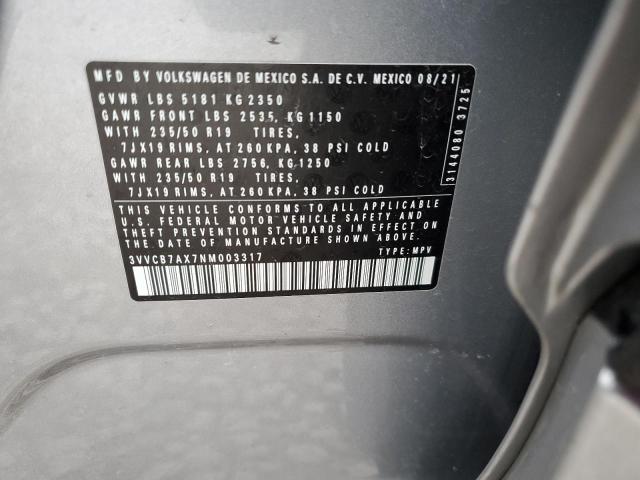 MFD BY VOLKSWAGEN DE MEXICO S.A. DE C.V. MEXICO 08/21
GVWR LBS 5181 KG 2350
GAWR FRONT LBS 2535, KG 1150
WITH 235/50 R19 TIRES,
7JX19 RIMS, AT 260 KPA, 38 PSI COLD
GAWR REAR LBS 2756, KG 1250
WITH 235/50 R19 TIRES,
7JX19 RIMS, AT 260 KPA, 38 PSI COLD
THIS VEHICLE CONFORMS TO ALL APPLICABLE
U.S. FEDERAL MOTOR VEHICLE SAFETY AND
THEFT PREVENTION STANDARDS IN EFFECT ON THE
DATE OF MANUFACTURE SHOWN ABOVE.
3VVCB7AX7NM003317 TYPE: MPV
3144080 3725